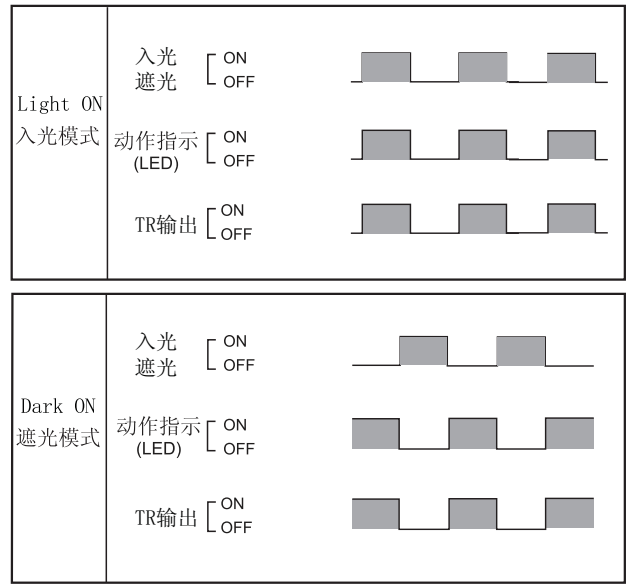 Light ON
入光模式
入光 ON
遮光 OFF
动作指示 ON
(LED) OFF
TR输出 ON
OFF
Dark ON
遮光模式
入光 ON
遮光 OFF
动作指示 ON
(LED) OFF
TR输出 ON
OFF